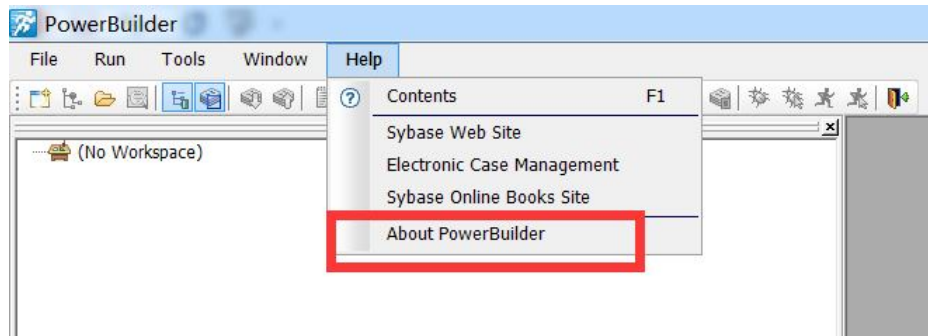 PowerBuilder
File Run Tools Window Help
Contents F1
Sybase Web Site
(No Workspace)
Electronic Case Management
Sybase Online Books Site
About PowerBuilder